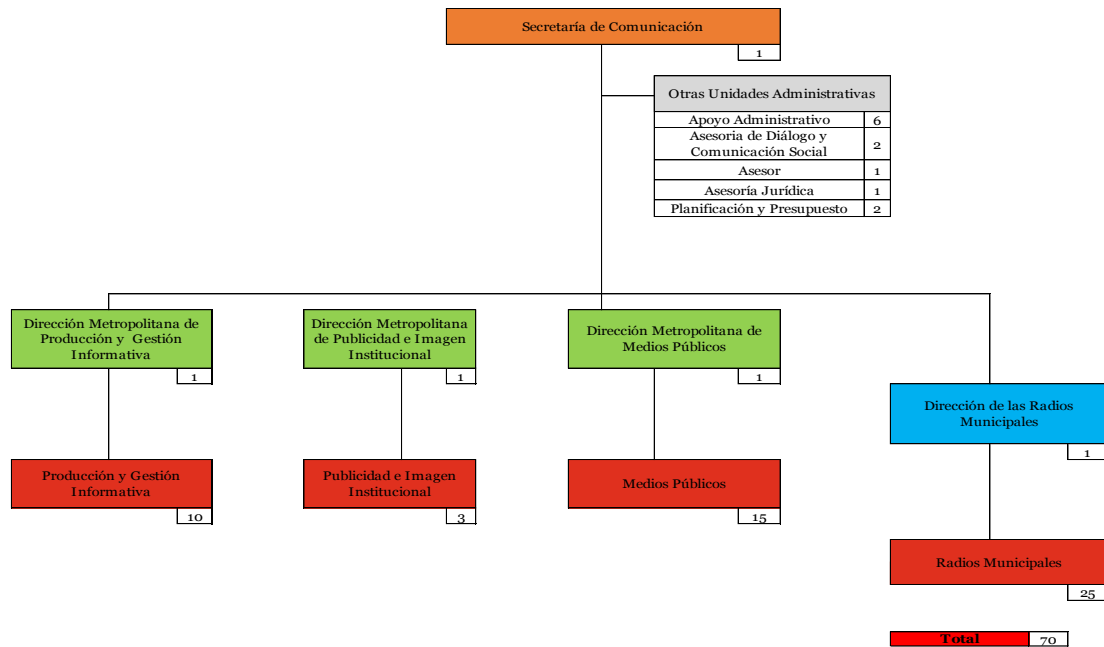 Secretaría de Comunicación
1
Otras Unidades Administrativas
Apoyo Administrativo 6
Asesoria de Diálogo y
Comunicación Social
2
Asesor 1
Asesoría Jurídica 1
Planificación y Presupuesto 2
Dirección Metropolitana de
Producción y Gestión
Informativa
1
Dirección Metropolitana
de Publicidad e Imagen
Institucional
1
Dirección Metropolitana de
Medios Públicos
1
Dirección de las Radios
Municipales
1
Producción y Gestión
Informativa
10
Publicidad e Imagen
Institucional
3
Medios Públicos
15
Radios Municipales
25
Total 70